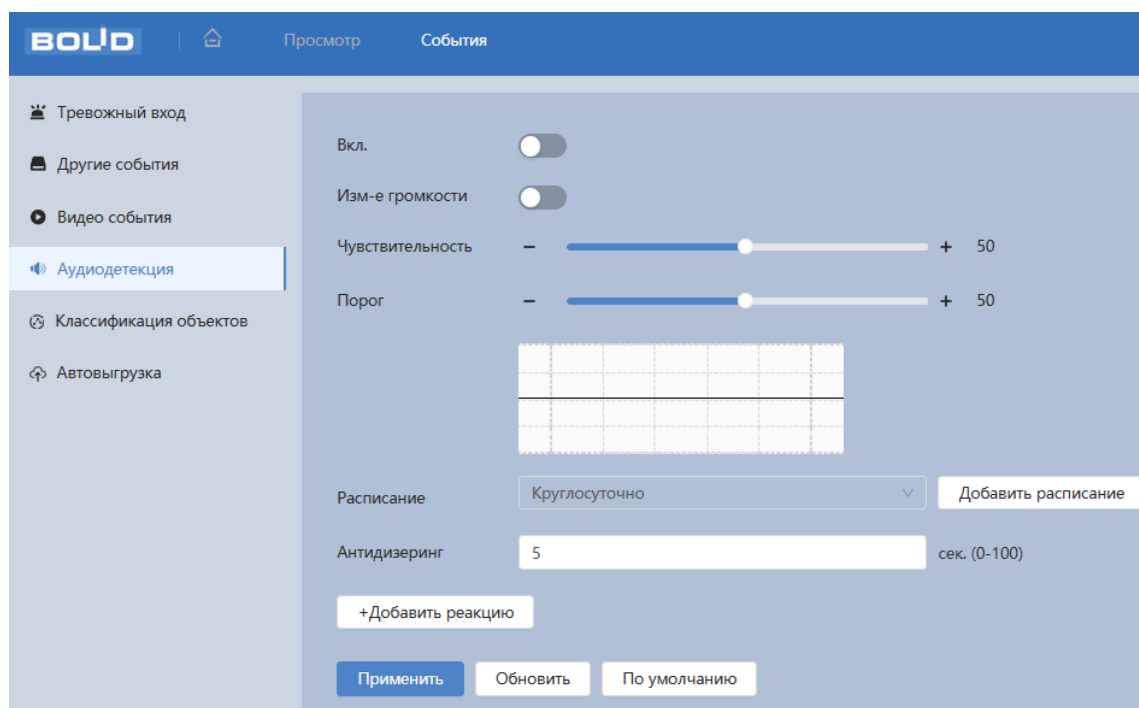 BOLID Просмотр События
Тревожный вход
Другие события
Видео события
Аудиодетекция
Классификация объектов
Автовыгрузка
Вкл.
Изм-е громкости
Чувствительность − + 50
Порог − + 50
Расписание Круглосуточно Добавить расписание
Антидизеринг 5 сек. (0-100)
+Добавить реакцию
Применить Обновить По умолчанию